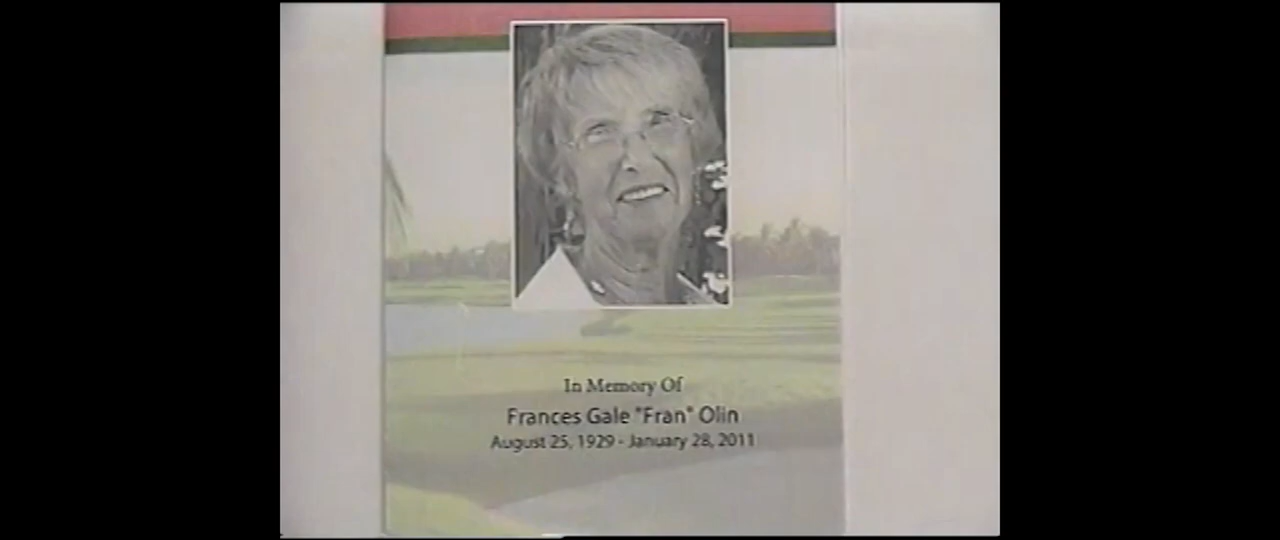 In Memory Of
Frances Gale "Fran" Olin
August 25, 1929 - January 28, 2011